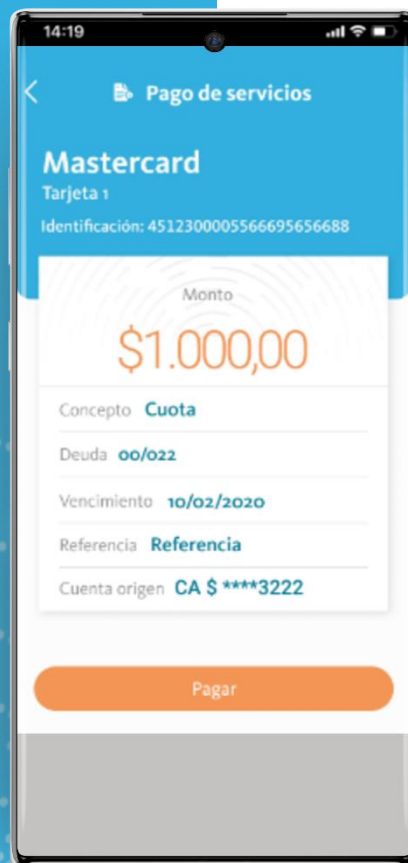 14:19
Pago de servicios
Mastercard
Tarjeta 1
Identificación: 4512300005566695656688
Monto
$1.000,00
Concepto Cuota
Deuda 00/022
Vencimiento 10/02/2020
Referencia Referencia
Cuenta origen CA $ ****3222
Pagar